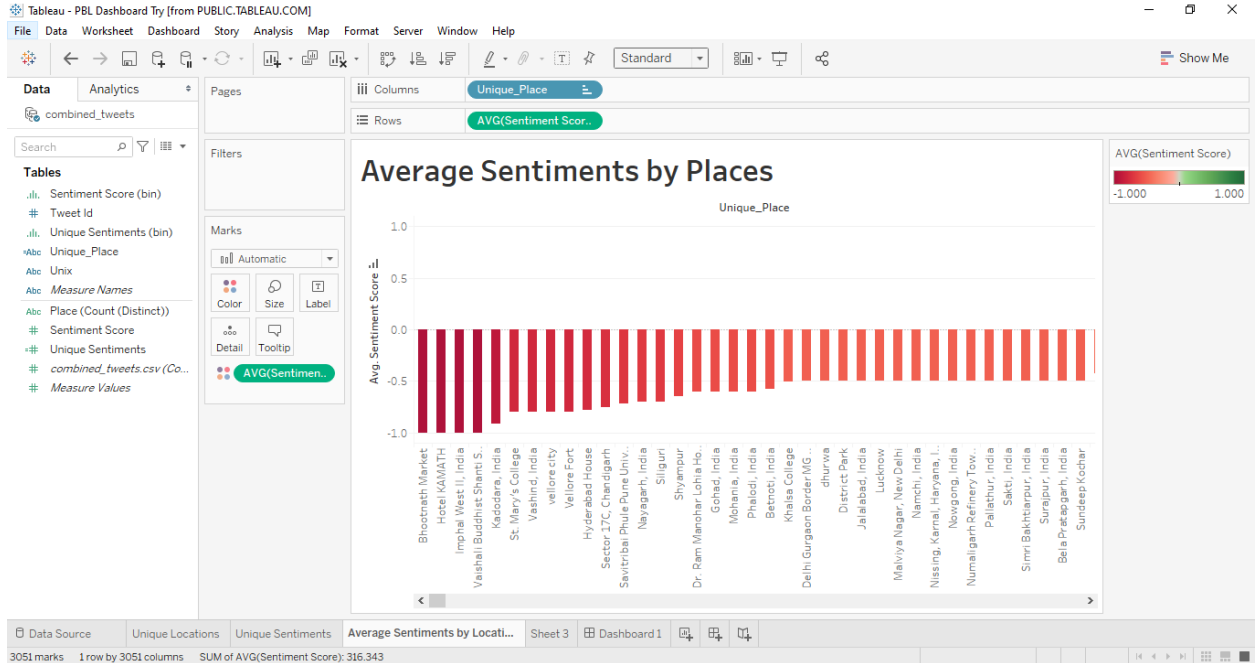 Tableau - PBL Dashboard Try [from PUBLIC.TABLEAU.COM]
File Data Worksheet Dashboard Story Analysis Map Format Server Window Help
Standard
Show Me
Data Analytics
combined_tweets
Search
Tables
Sentiment Score (bin)
# Tweet Id
Unique Sentiments (bin)
Abc Unique_Place
Abc Unix
Abc Measure Names
Abc Place (Count (Distinct))
# Sentiment Score
# Unique Sentiments
# combined_tweets.csv (Co...
# Measure Values
Pages
Filters
Marks
Automatic
Color Size Label
Detail Tooltip
AVG(Sentimen..
Columns Unique_Place
Rows AVG(Sentiment Scor..
Average Sentiments by Places
Unique_Place
Avg. Sentiment Score
1.0
0.5
0.0
-0.5
-1.0
Bhootnath Market
Hotel KAMATH
Imphal West II, India
Vaishali Buddhist Shanti S..
Kadodara, India
St. Mary's College
Vashind, India
vellore city
Vellore Fort
Hyderabad House
Sector 17C, Chandigarh
Savitribai Phule Pune Univ..
Nayagarh, India
Siliguri
Shyampur
Dr. Ram Manohar Lohia Ho..
Gohad, India
Mohania, India
Phalodi, India
Betnoti, India
Khalsa College
Delhi Gurgaon Border MG ..
dhurwa
District Park
Jalalabad, India
Lucknow
Malviya Nagar, New Delhi
Namchi, India
Nissing, Karnal, Haryana, I..
Nowgong, India
Numaligarh Refinery Tow..
Pallathur, India
Sakti, India
Simri Bakhtiarpur, India
Surajpur, India
Bela Pratapgarh, India
Sundeep Kochar
AVG(Sentiment Score)
-1.000 1.000
Data Source Unique Locations Unique Sentiments Average Sentiments by Locati... Sheet 3 Dashboard 1
3051 marks 1 row by 3051 columns SUM of AVG(Sentiment Score): 316.343